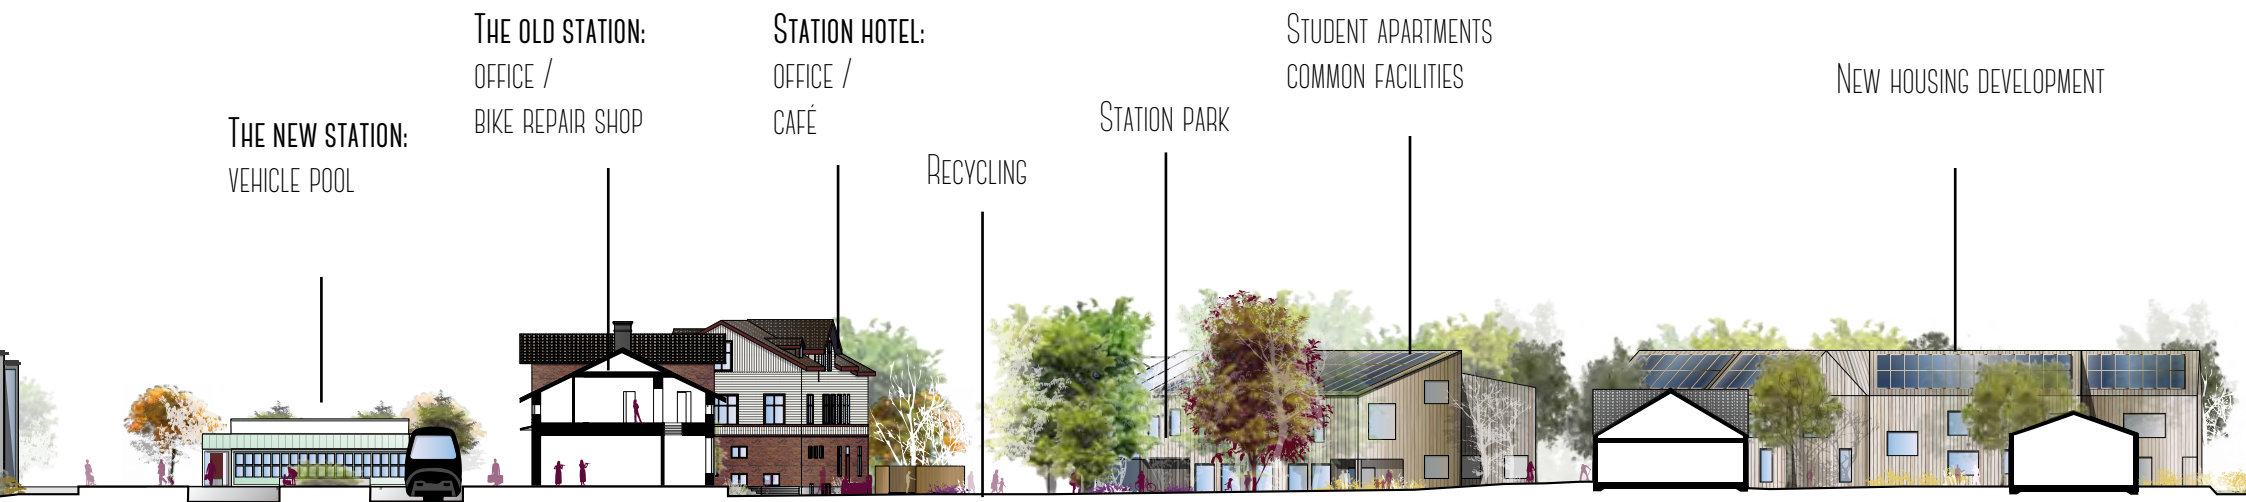 The new station:
vehicle pool
The old station:
office /
bike repair shop
Station hotel:
office /
café
Recycling
Station park
Student apartments
common facilities
New housing development